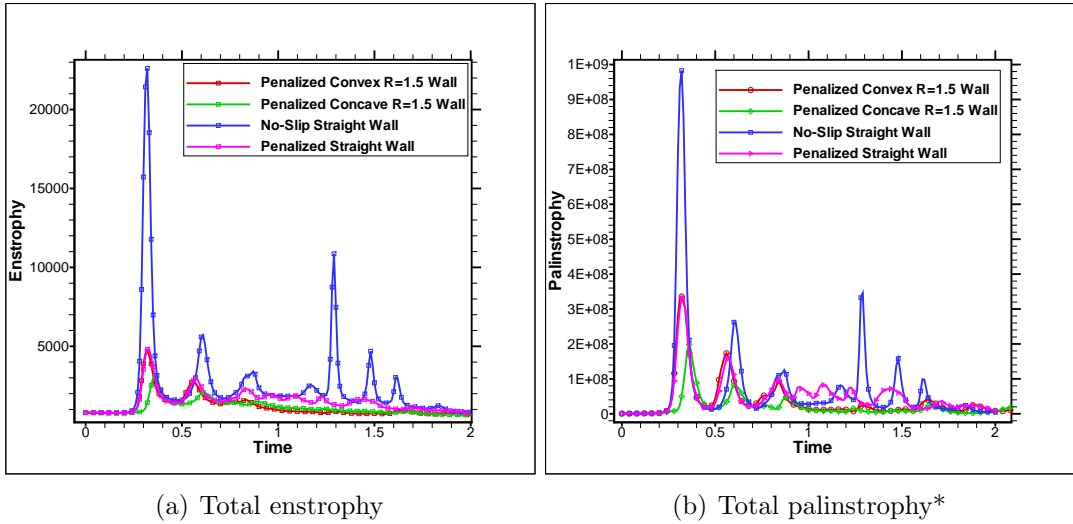 Penalized Convex R=1.5 Wall
Penalized Concave R=1.5 Wall
No-Slip Straight Wall
Penalized Straight Wall
Enstrophy
20000
15000
10000
5000
0
0.5
1
1.5
2
Time
(a) Total enstrophy
Penalized Convex R=1.5 Wall
Penalized Concave R=1.5 Wall
No-Slip Straight Wall
Penalized Straight Wall
Palinstrophy
1E+09
9E+08
8E+08
7E+08
6E+08
5E+08
4E+08
3E+08
2E+08
1E+08
0
0
0.5
1
1.5
2
Time
(b) Total palinstrophy*